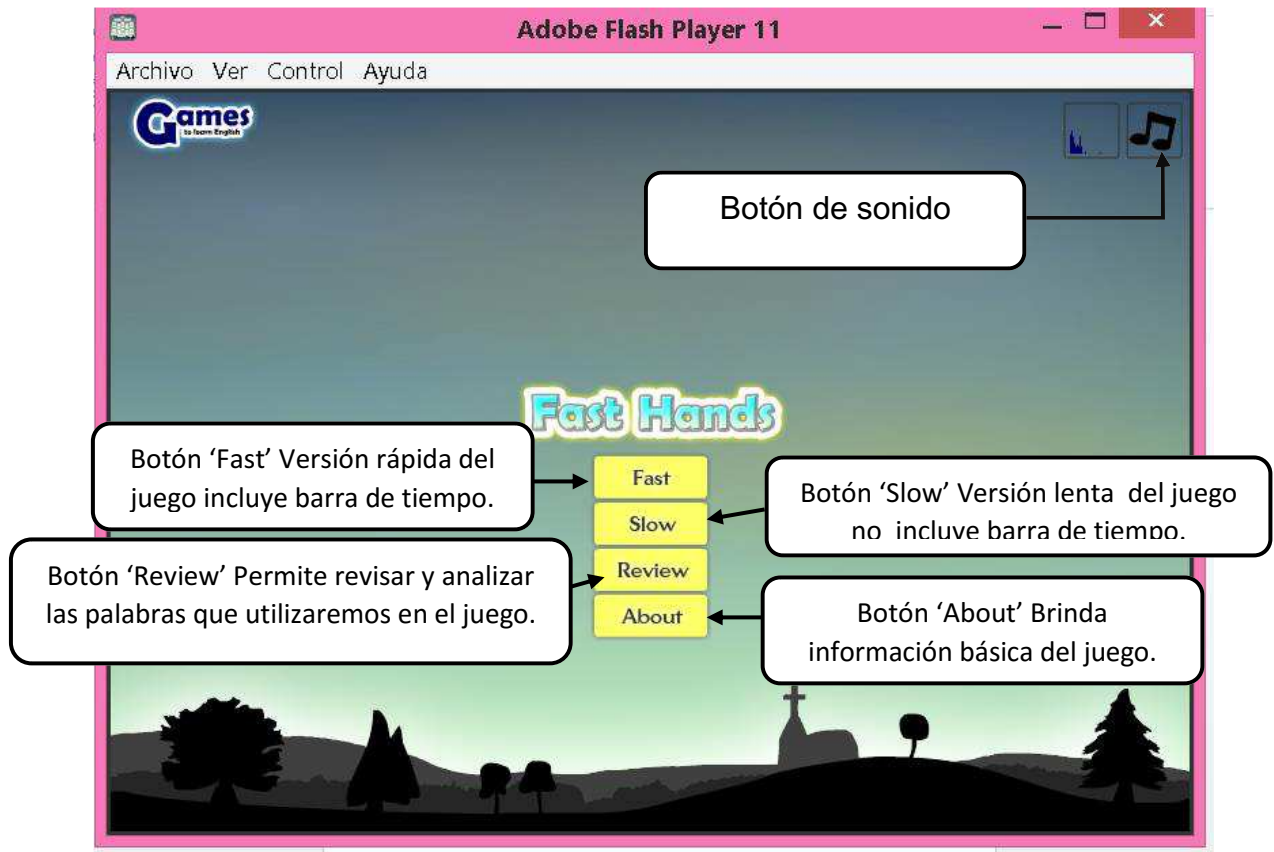 Adobe Flash Player 11
Archivo Ver Control Ayuda
Games
to learn English
Botón de sonido
Fast Hands
Botón ‘Fast’ Versión rápida del
juego incluye barra de tiempo.
Fast
Botón ‘Slow’ Versión lenta del juego
no incluye barra de tiempo.
Slow
Botón ‘Review’ Permite revisar y analizar
las palabras que utilizaremos en el juego.
Review
About
Botón ‘About’ Brinda
información básica del juego.